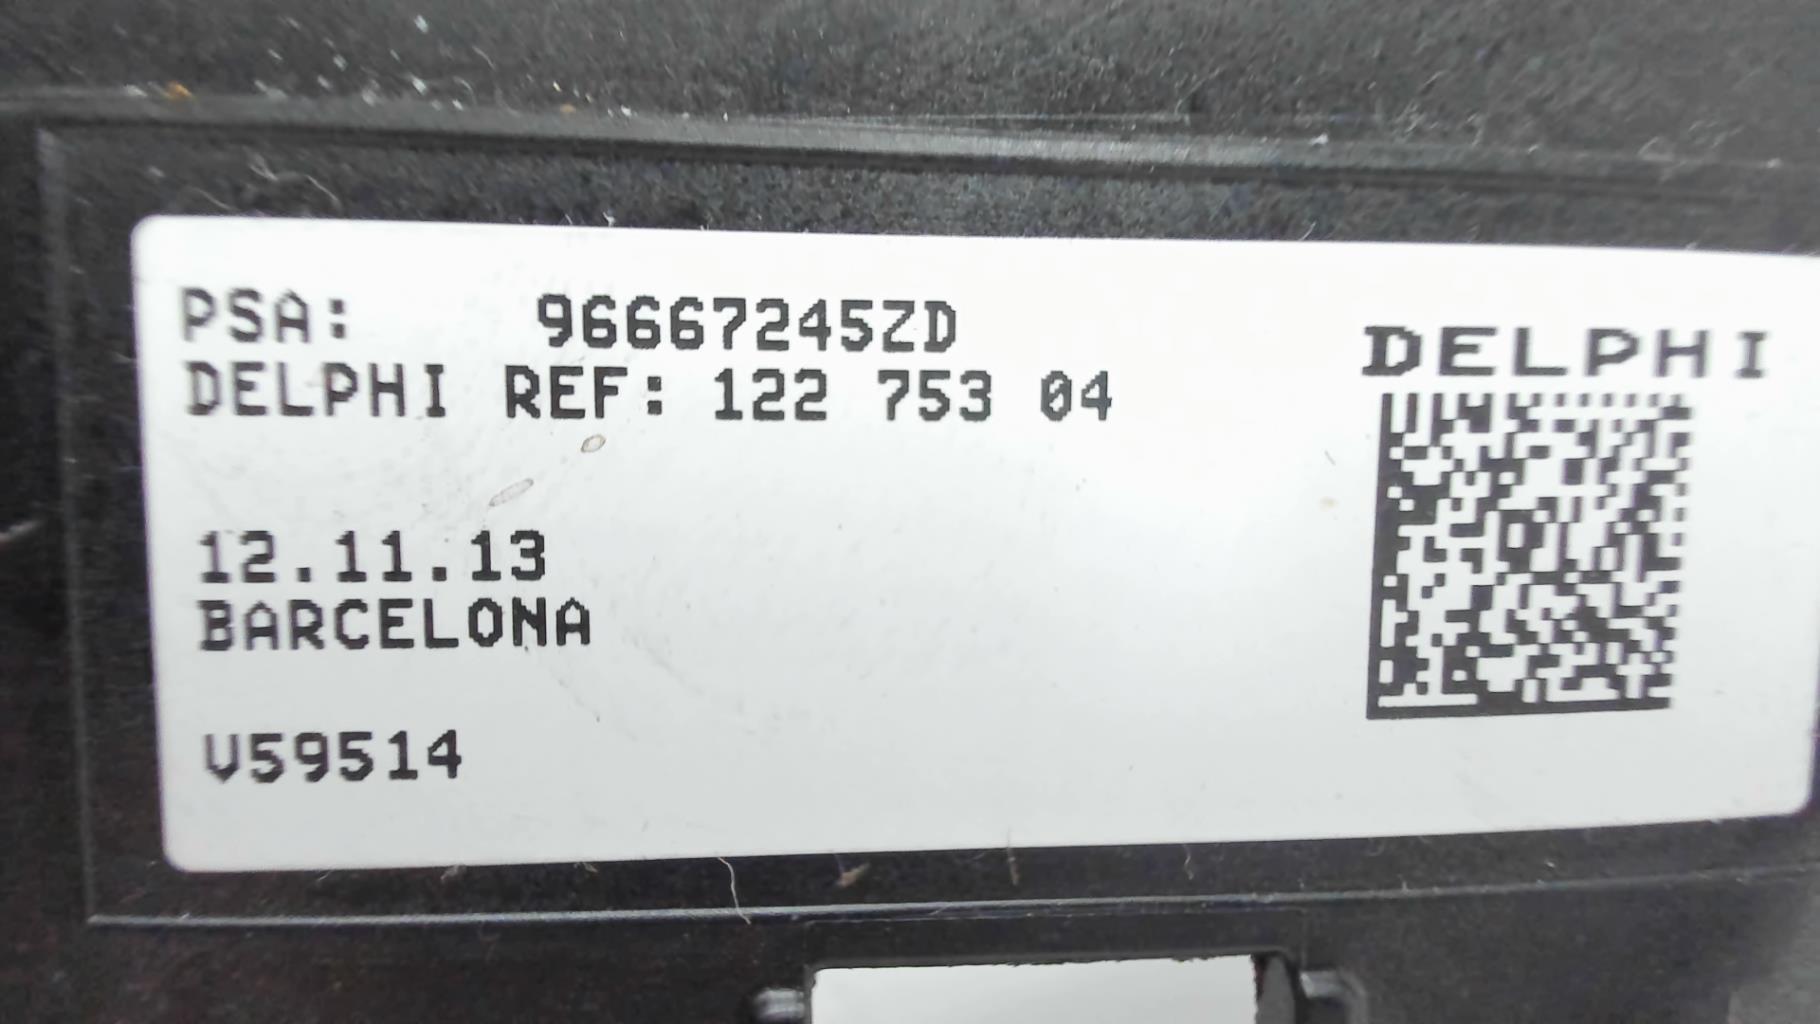 PSA: 96667245ZD
DELPHI REF: 122 753 04
DELPHI
12.11.13
BARCELONA
V59514